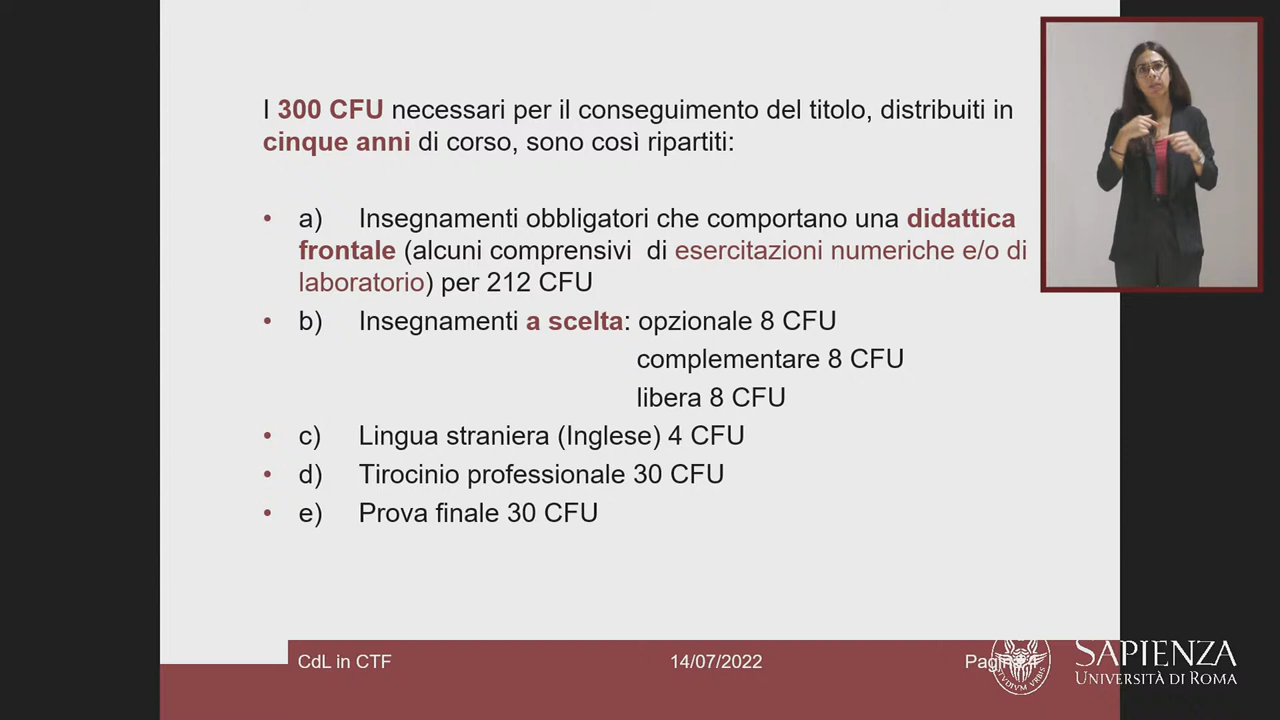 I 300 CFU necessari per il conseguimento del titolo, distribuiti in
cinque anni di corso, sono così ripartiti:
• a) Insegnamenti obbligatori che comportano una didattica
frontale (alcuni comprensivi di esercitazioni numeriche e/o di
laboratorio) per 212 CFU
• b) Insegnamenti a scelta: opzionale 8 CFU
complementare 8 CFU
libera 8 CFU
• c) Lingua straniera (Inglese) 4 CFU
• d) Tirocinio professionale 30 CFU
• e) Prova finale 30 CFU
CdL in CTF
14/07/2022
SAPIENZA
UNIVERSITÀ DI ROMA